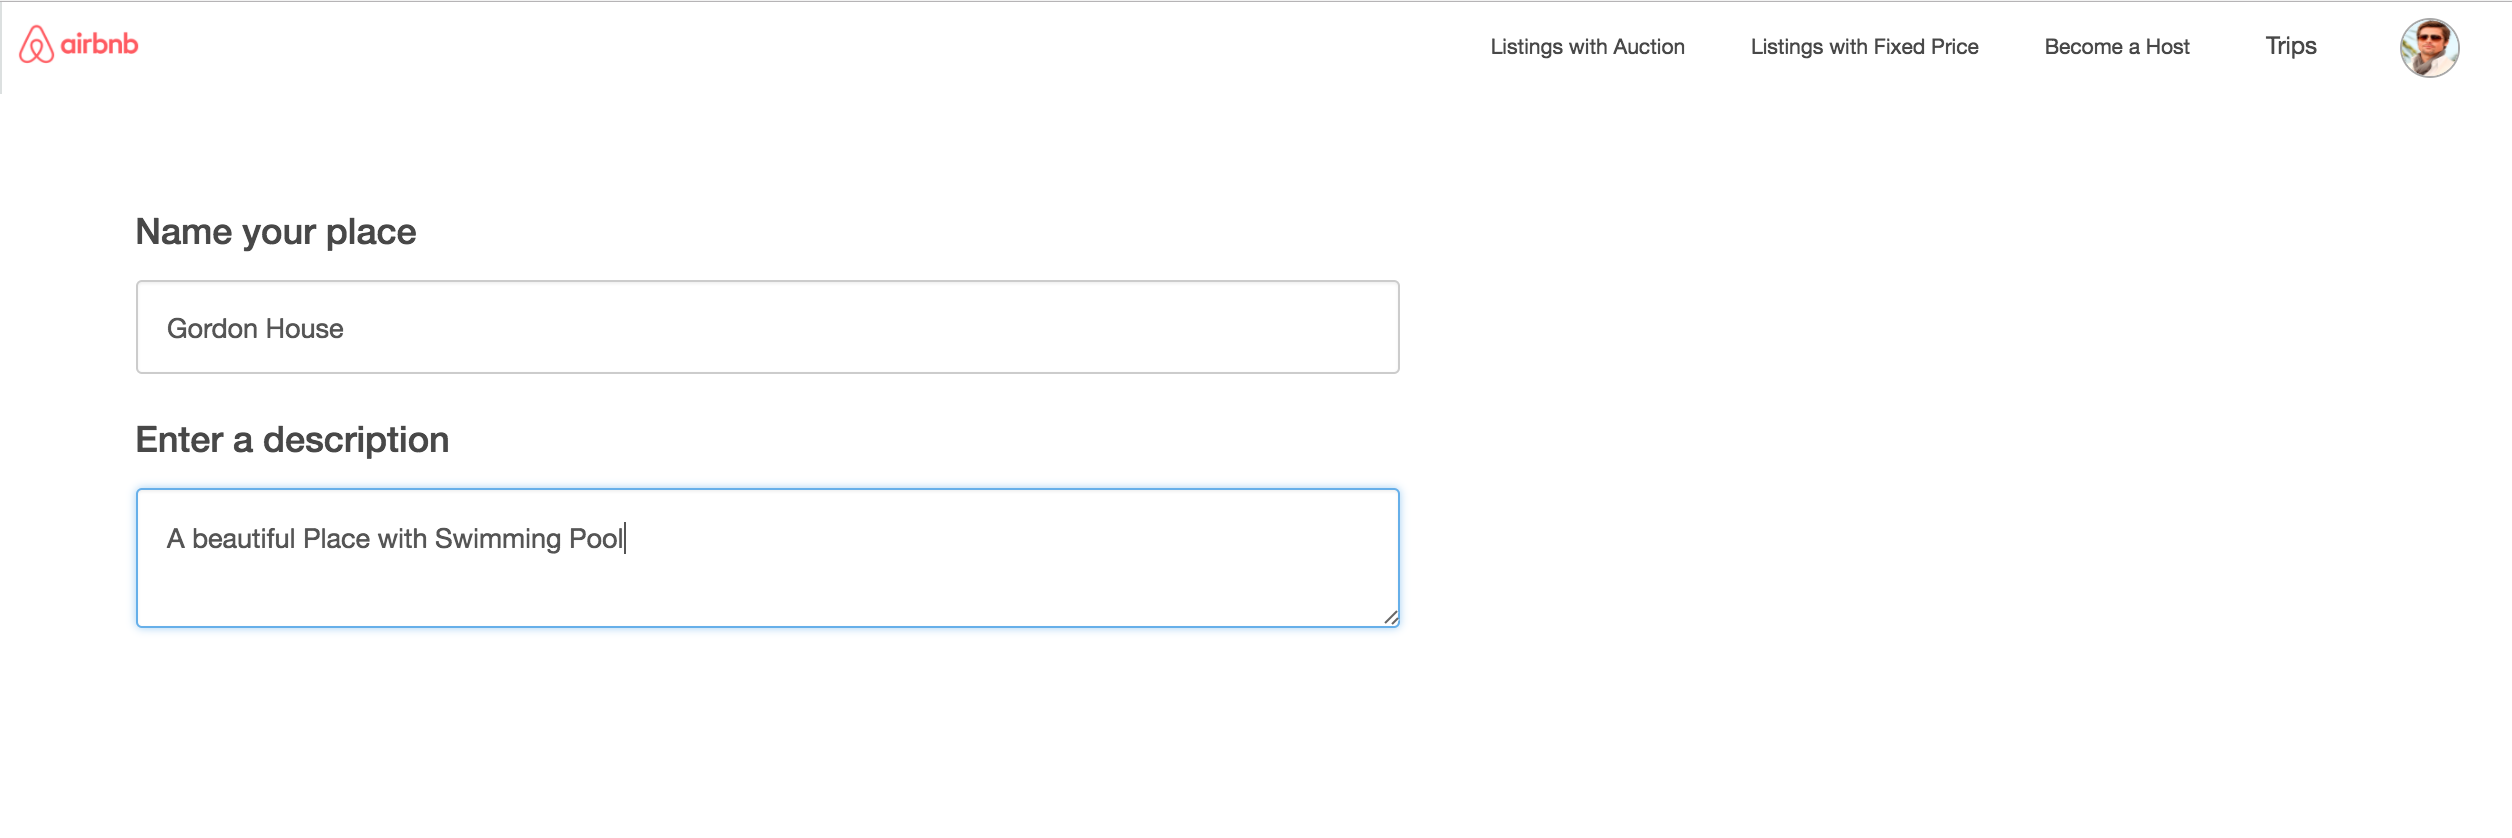 airbnb
Listings with Auction
Listings with Fixed Price
Become a Host
Trips
Name your place
Gordon House
Enter a description
A beautiful Place with Swimming Pool